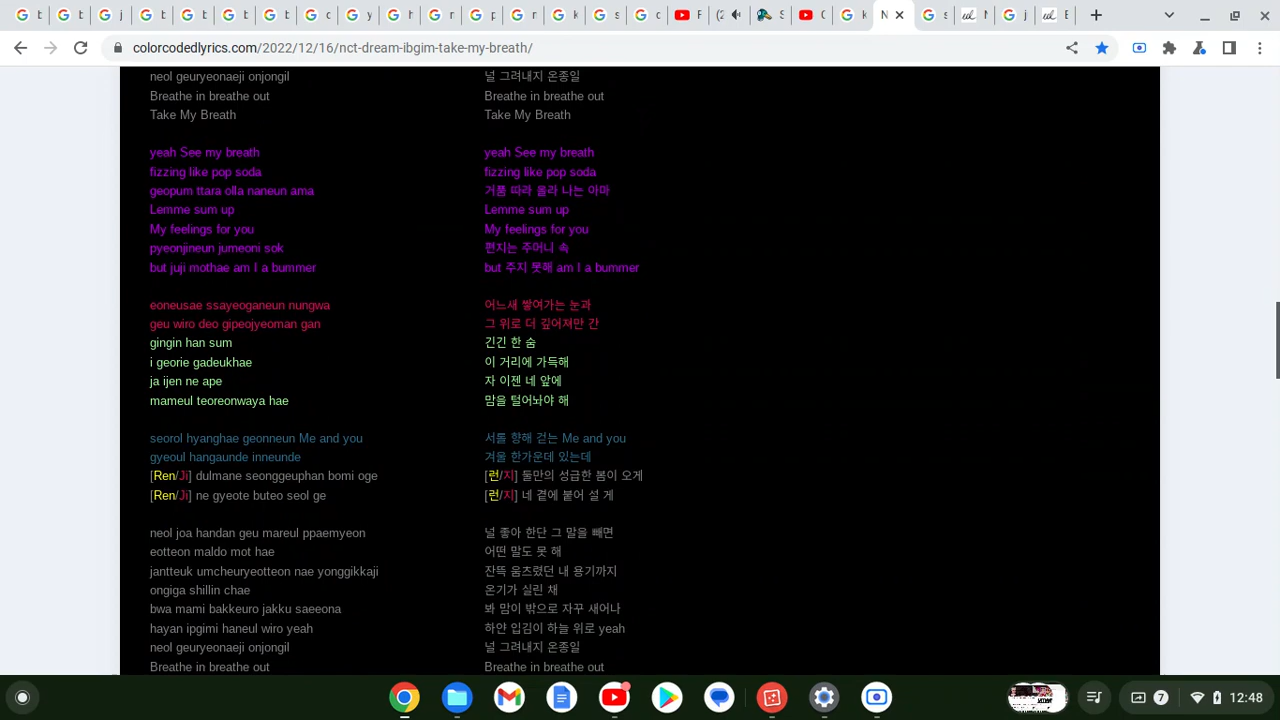 colorcodedlyrics.com/2022/12/16/nct-dream-ibgim-take-my-breath/
neol geuryeonaeji onjongil
Breathe in breathe out
Take My Breath
yeah See my breath
fizzing like pop soda
geopum ttara olla naneun ama
Lemme sum up
My feelings for you
pyeonjineun jumeoni sok
but juji mothae am I a bummer
eoneusae ssayeoganeun nungwa
geu wiro deo gipeojyeoman gan
gingin han sum
i georie gadeukhae
ja ijen ne ape
mameul teoreonwaya hae
seorol hyanghae geonneun Me and you
gyeoul hangaunde inneunde
[Ren/Ji] dulmane seonggeuphan bomi oge
[Ren/Ji] ne gyeote buteo seol ge
neol joa handan geu mareul ppaemyeon
eotteon maldo mot hae
jantteuk umcheuryeotteon nae yonggikkaji
ongiga shillin chae
bwa mami bakkeuro jakku saeeona
hayan ipgimi haneul wiro yeah
neol geuryeonaeji onjongil
Breathe in breathe out
널 그려내지 온종일
Breathe in breathe out
Take My Breath
yeah See my breath
fizzing like pop soda
거품 따라 올라 나는 아마
Lemme sum up
My feelings for you
편지는 주머니 속
but 주지 못해 am I a bummer
어느새 쌓여가는 눈과
그 위로 더 깊어져만 간
긴긴 한 숨
이 거리에 가득해
자 이젠 네 앞에
맘을 털어놔야 해
서롤 향해 걷는 Me and you
겨울 한가운데 있는데
[런/지] 둘만의 성급한 봄이 오게
[런/지] 네 곁에 붙어 설 게
널 좋아 한단 그 말을 빼면
어떤 말도 못 해
잔뜩 움츠렸던 내 용기까지
온기가 실린 채
봐 맘이 밖으로 자꾸 새어나
하얀 입김이 하늘 위로 yeah
널 그려내지 온종일
Breathe in breathe out
7
12:48